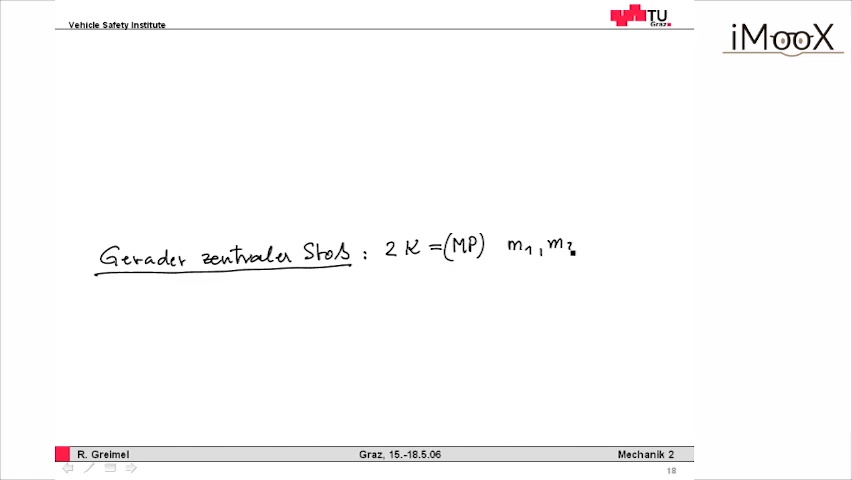 Vehicle Safety Institute
TU
Graz
iMooX
Gerader zentraler Stoß : 2 K = (MP) m1, m2
R. Greimel Graz, 15.-18.5.06 Mechanik 2
18